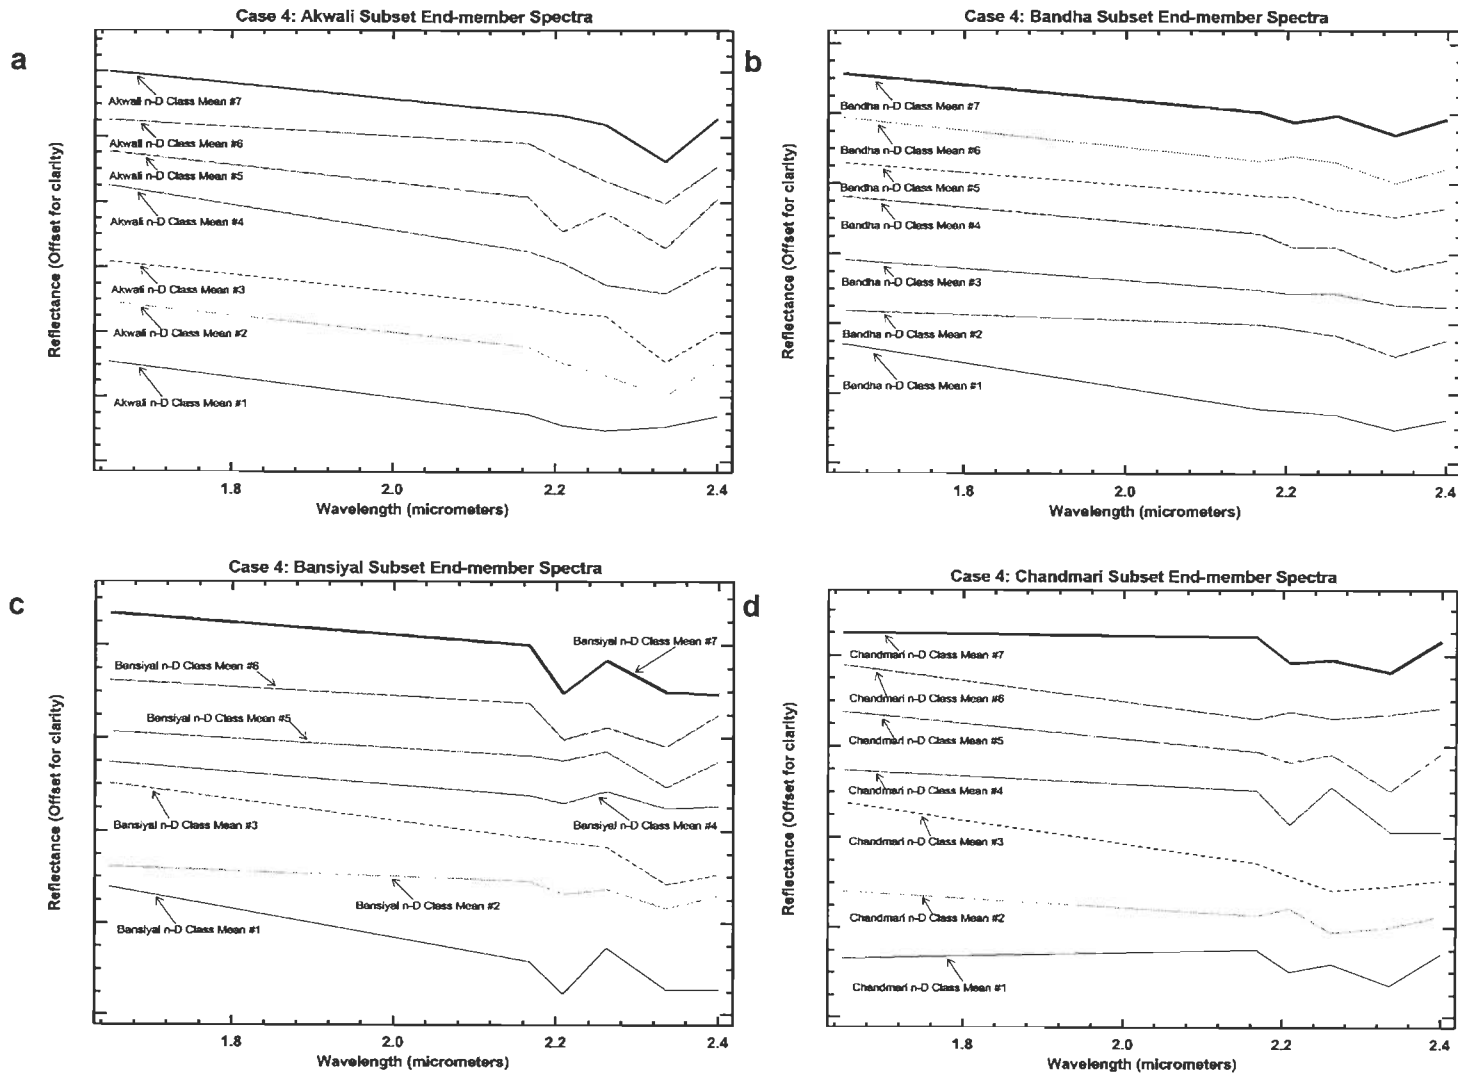 a
Case 4: Akwali Subset End-member Spectra
Reflectance (Offset for clarity)
Akwali n-D Class Mean #7
Akwali n-D Class Mean #6
Akwali n-D Class Mean #5
Akwali n-D Class Mean #4
Akwali n-D Class Mean #3
Akwali n-D Class Mean #2
Akwali n-D Class Mean #1
1.8 2.0 2.2 2.4
Wavelength (micrometers)
b
Case 4: Bandha Subset End-member Spectra
Reflectance (Offset for clarity)
Bandha n-D Class Mean #7
Bandha n-D Class Mean #6
Bandha n-D Class Mean #5
Bandha n-D Class Mean #4
Bandha n-D Class Mean #3
Bandha n-D Class Mean #2
Bandha n-D Class Mean #1
1.8 2.0 2.2 2.4
Wavelength (micrometers)
c
Case 4: Bansiyal Subset End-member Spectra
Reflectance (Offset for clarity)
Bansiyal n-D Class Mean #7
Bansiyal n-D Class Mean #6
Bansiyal n-D Class Mean #5
Bansiyal n-D Class Mean #3
Bansiyal n-D Class Mean #4
Bansiyal n-D Class Mean #2
Bansiyal n-D Class Mean #1
1.8 2.0 2.2 2.4
Wavelength (micrometers)
d
Case 4: Chandmari Subset End-member Spectra
Reflectance (Offset for clarity)
Chandmari n-D Class Mean #7
Chandmari n-D Class Mean #6
Chandmari n-D Class Mean #5
Chandmari n-D Class Mean #4
Chandmari n-D Class Mean #3
Chandmari n-D Class Mean #2
Chandmari n-D Class Mean #1
1.8 2.0 2.2 2.4
Wavelength (micrometers)